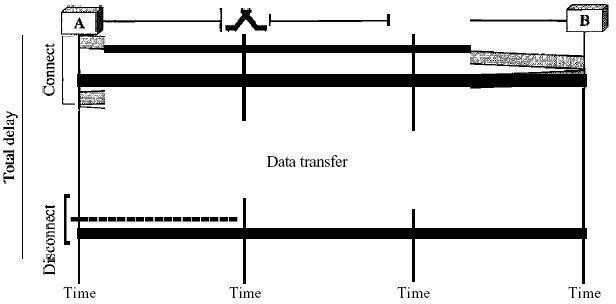 A
B
Connect
Total delay
Data transfer
Disconnect
Time Time Time Time